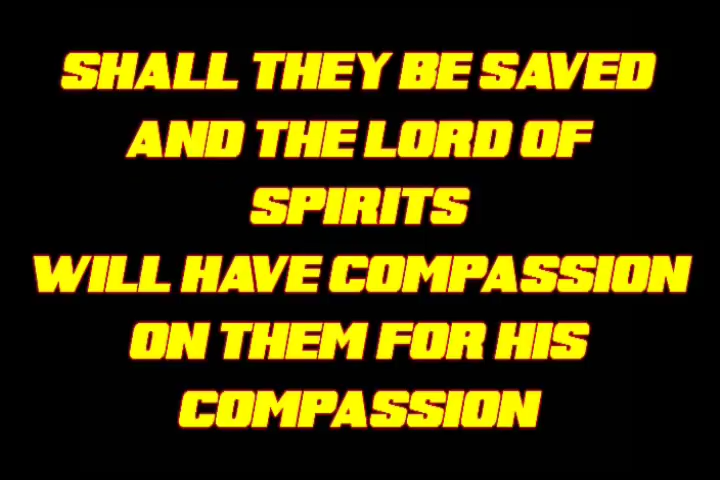 SHALL THEY BE SAVED
AND THE LORD OF
SPIRITS
WILL HAVE COMPASSION
ON THEM FOR HIS
COMPASSION